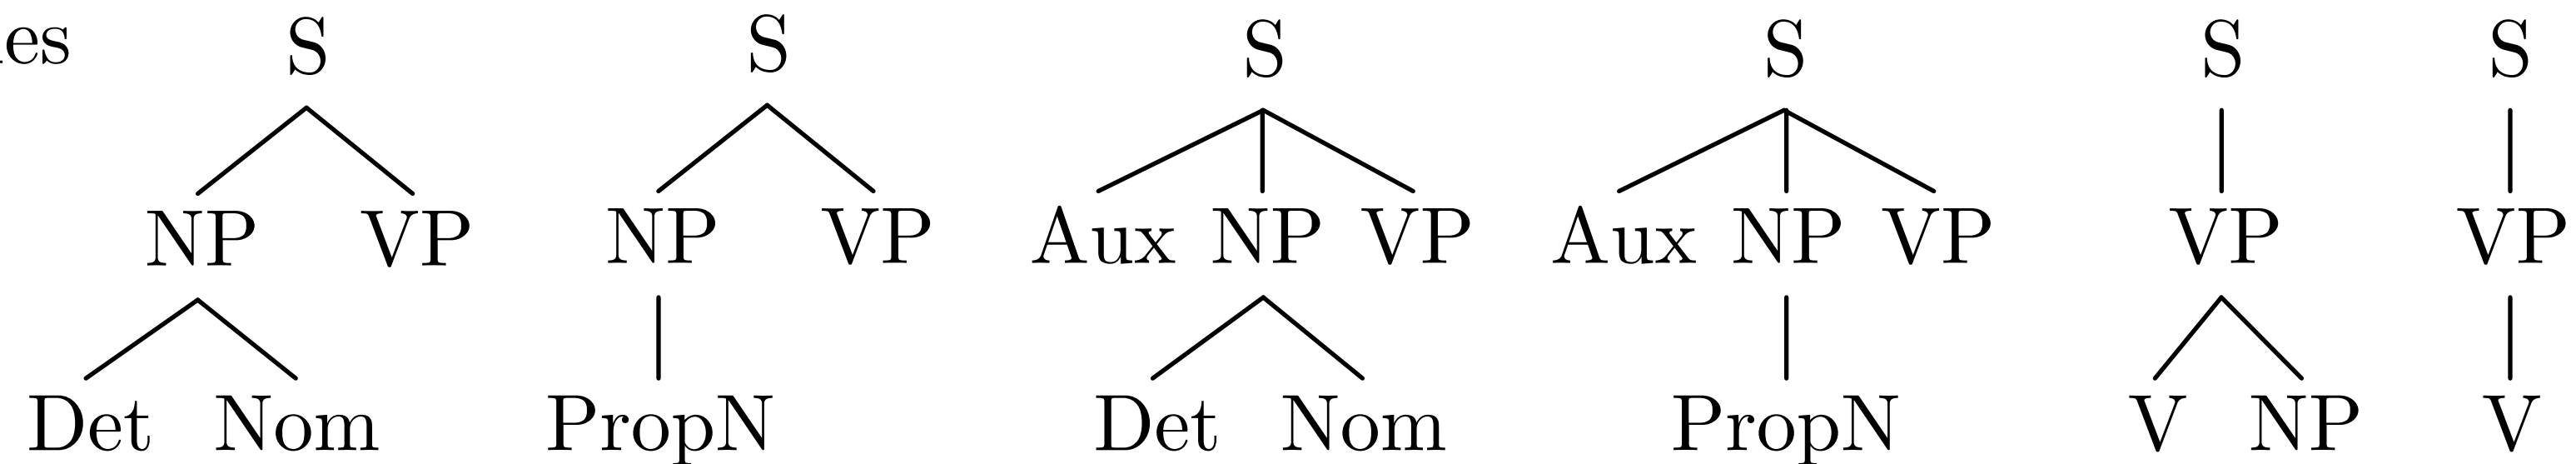 es S S S S S S
NP VP NP VP Aux NP VP Aux NP VP VP VP
Det Nom PropN Det Nom PropN V NP V